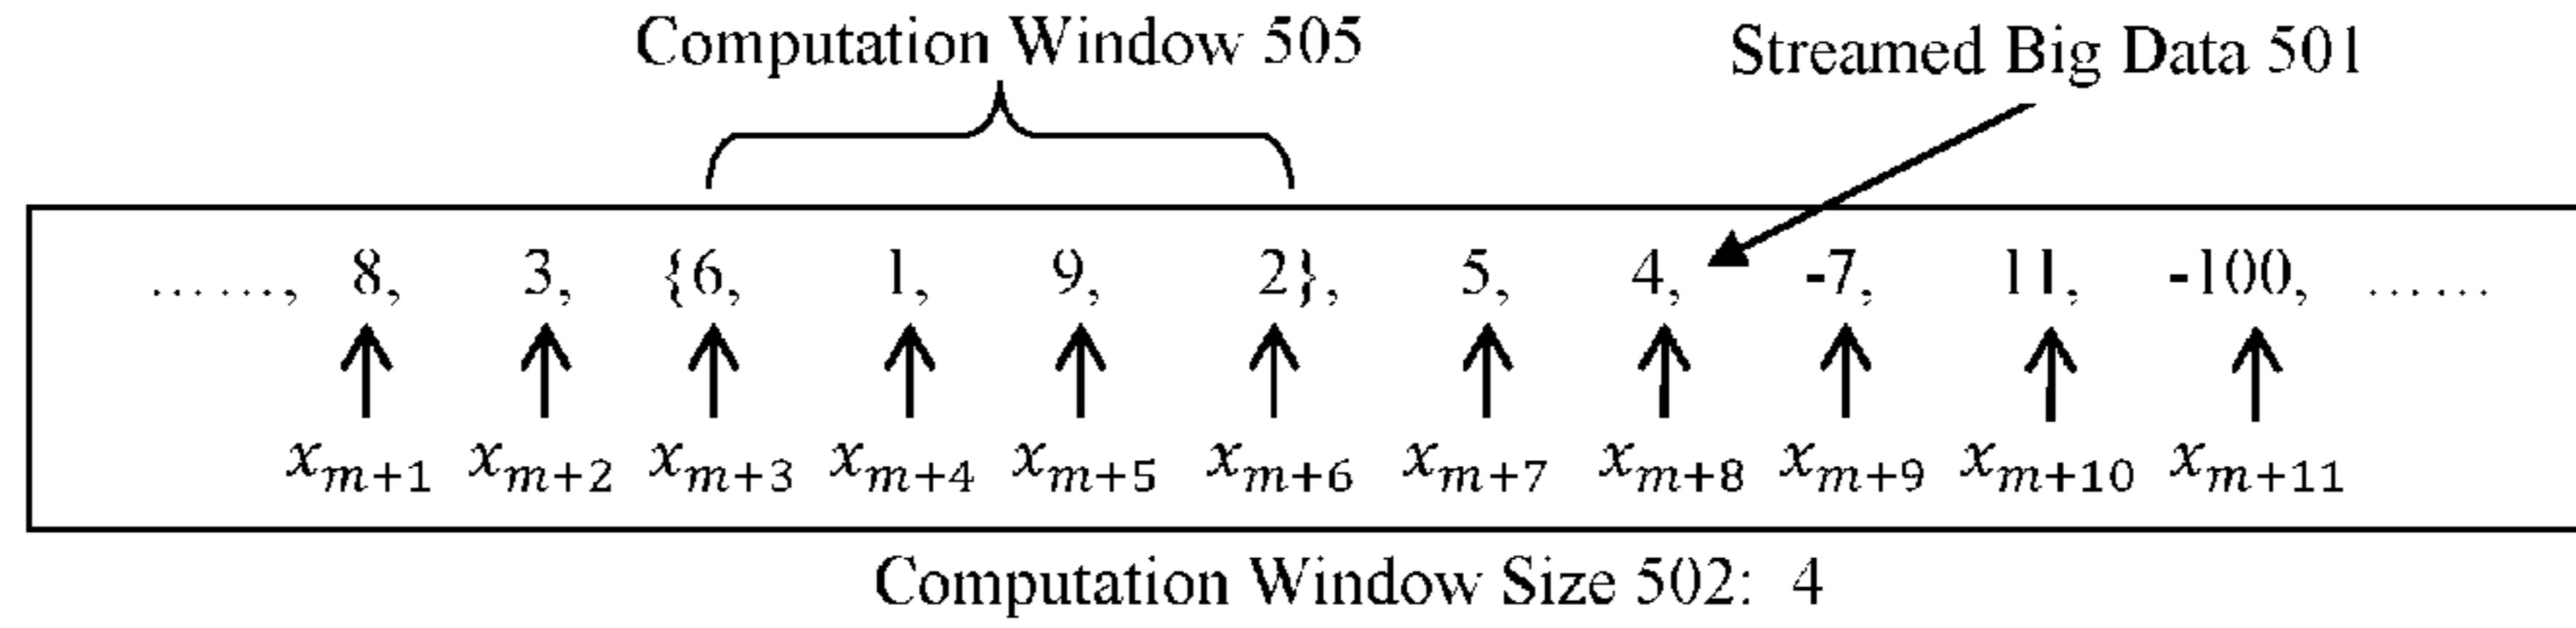 Computation Window 505
Streamed Big Data 501
……, 8, 3, {6, 1, 9, 2}, 5, 4, -7, 11, -100, ……
xₘ₊₁ xₘ₊₂ xₘ₊₃ xₘ₊₄ xₘ₊₅ xₘ₊₆ xₘ₊₇ xₘ₊₈ xₘ₊₉ xₘ₊₁₀ xₘ₊₁₁
Computation Window Size 502: 4